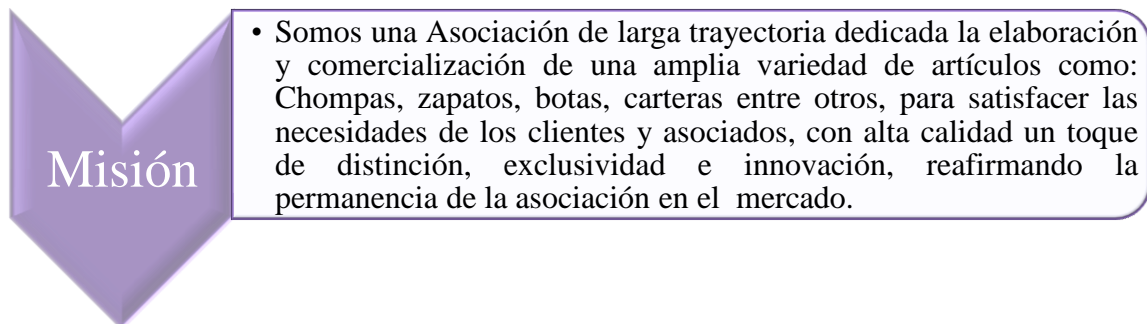 Misión
• Somos una Asociación de larga trayectoria dedicada la elaboración
y comercialización de una amplia variedad de artículos como:
Chompas, zapatos, botas, carteras entre otros, para satisfacer las
necesidades de los clientes y asociados, con alta calidad un toque
de distinción, exclusividad e innovación, reafirmando la
permanencia de la asociación en el mercado.